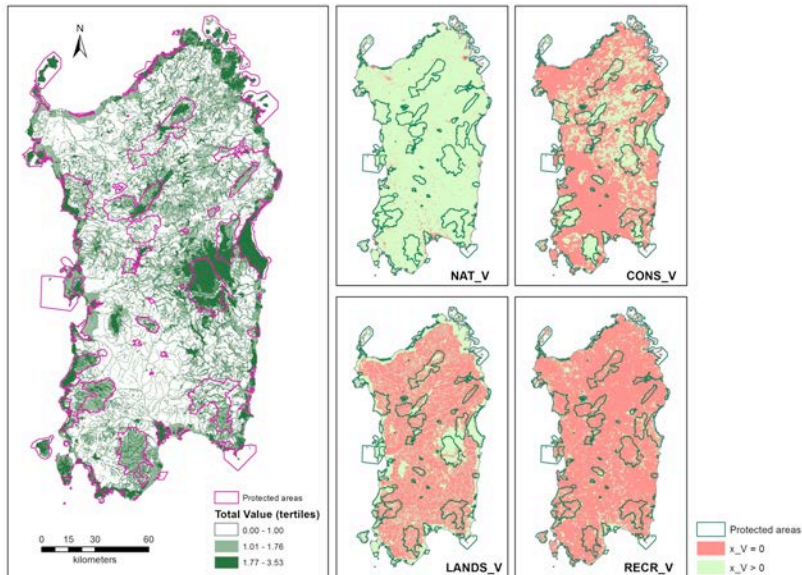 N
Protected areas
Total Value (tertiles)
0.00 - 1.00
1.01 - 1.76
1.77 - 3.53
0 15 30 60
kilometers
NAT_V
CONS_V
LANDS_V
RECR_V
Protected areas
x_V = 0
x_V > 0